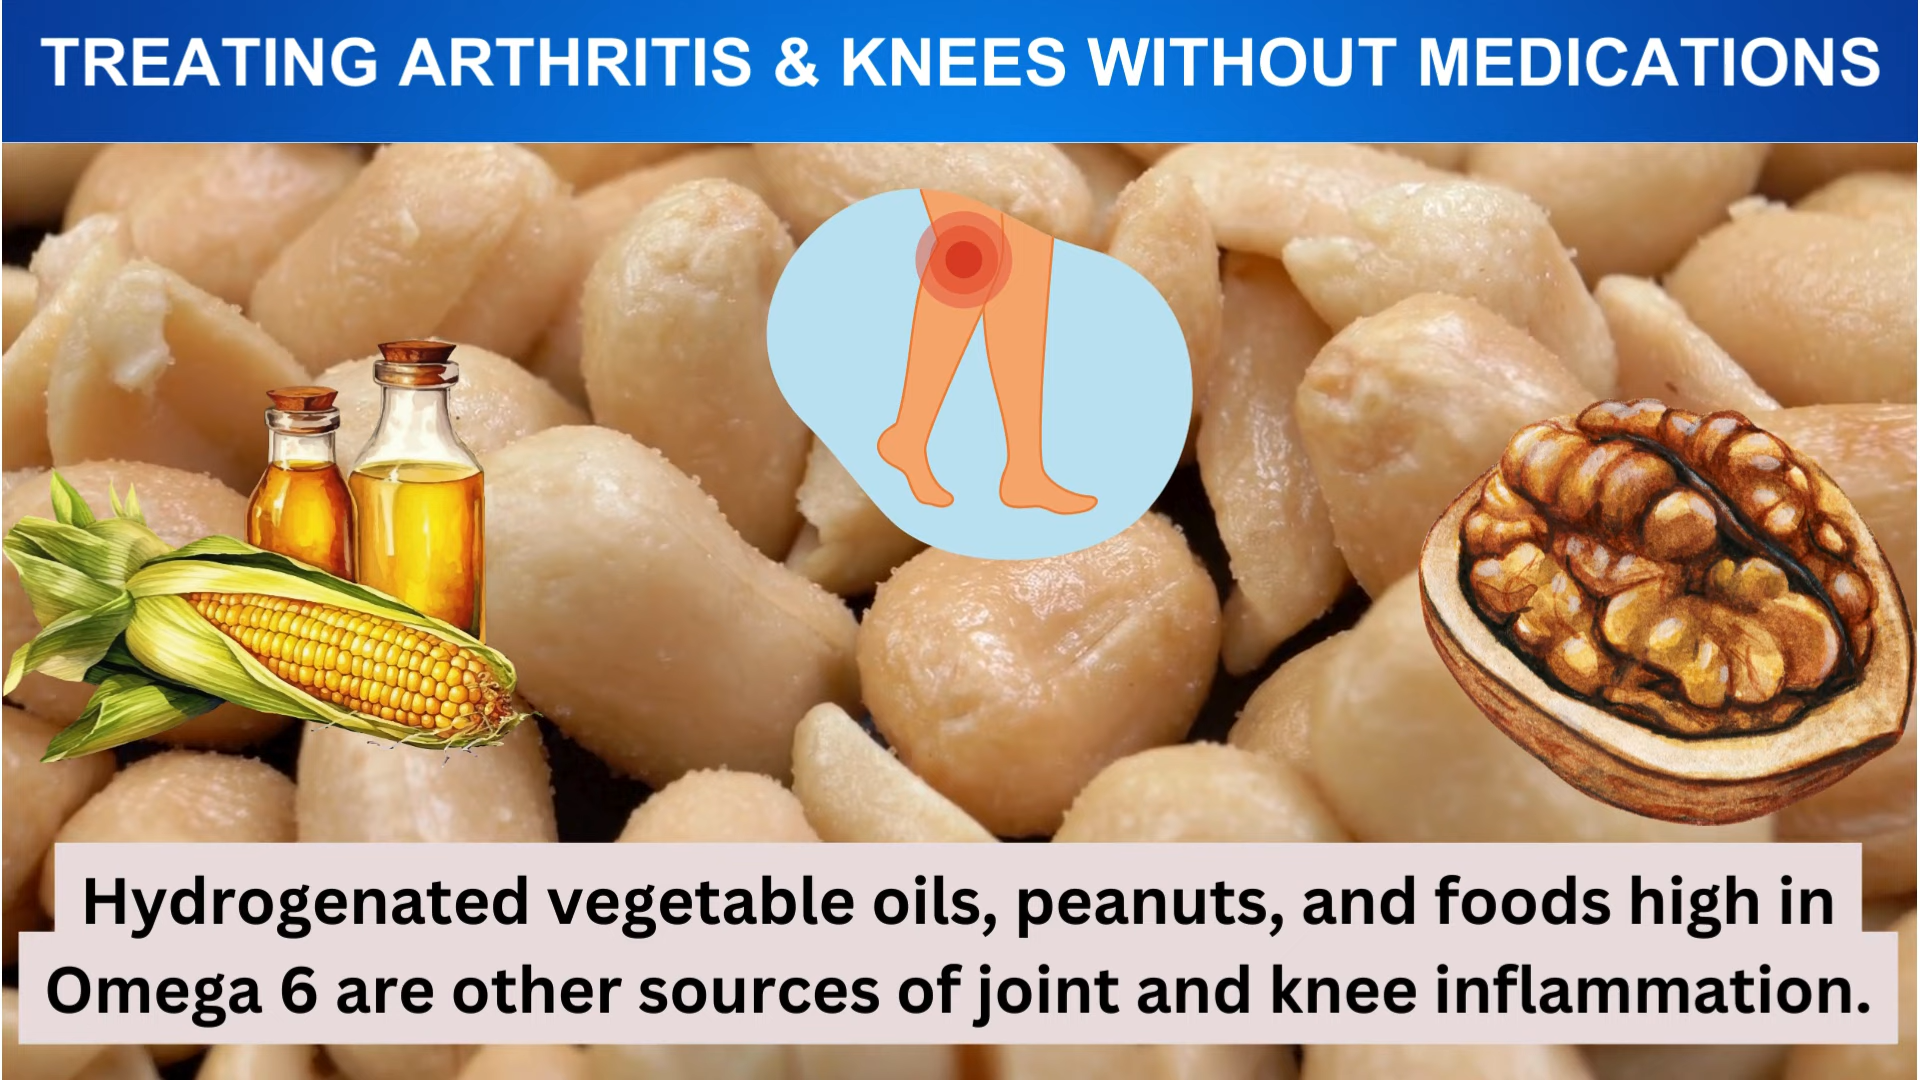 TREATING ARTHRITIS & KNEES WITHOUT MEDICATIONS
Hydrogenated vegetable oils, peanuts, and foods high in
Omega 6 are other sources of joint and knee inflammation.